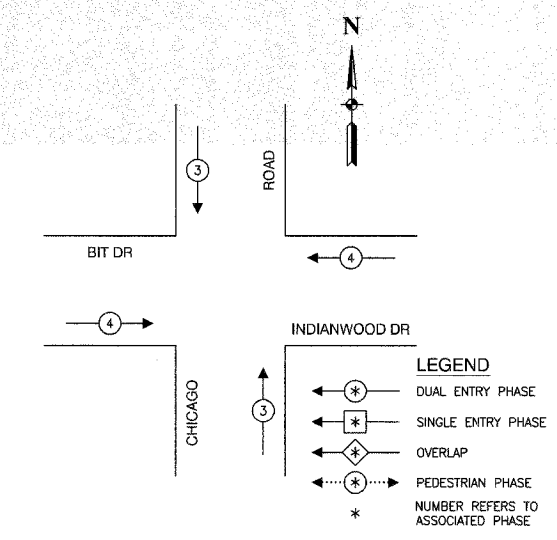 N
3
ROAD
BIT DR
4
4
INDIANWOOD DR
CHICAGO
3
LEGEND
* DUAL ENTRY PHASE
* SINGLE ENTRY PHASE
* OVERLAP
* PEDESTRIAN PHASE
* NUMBER REFERS TO
ASSOCIATED PHASE